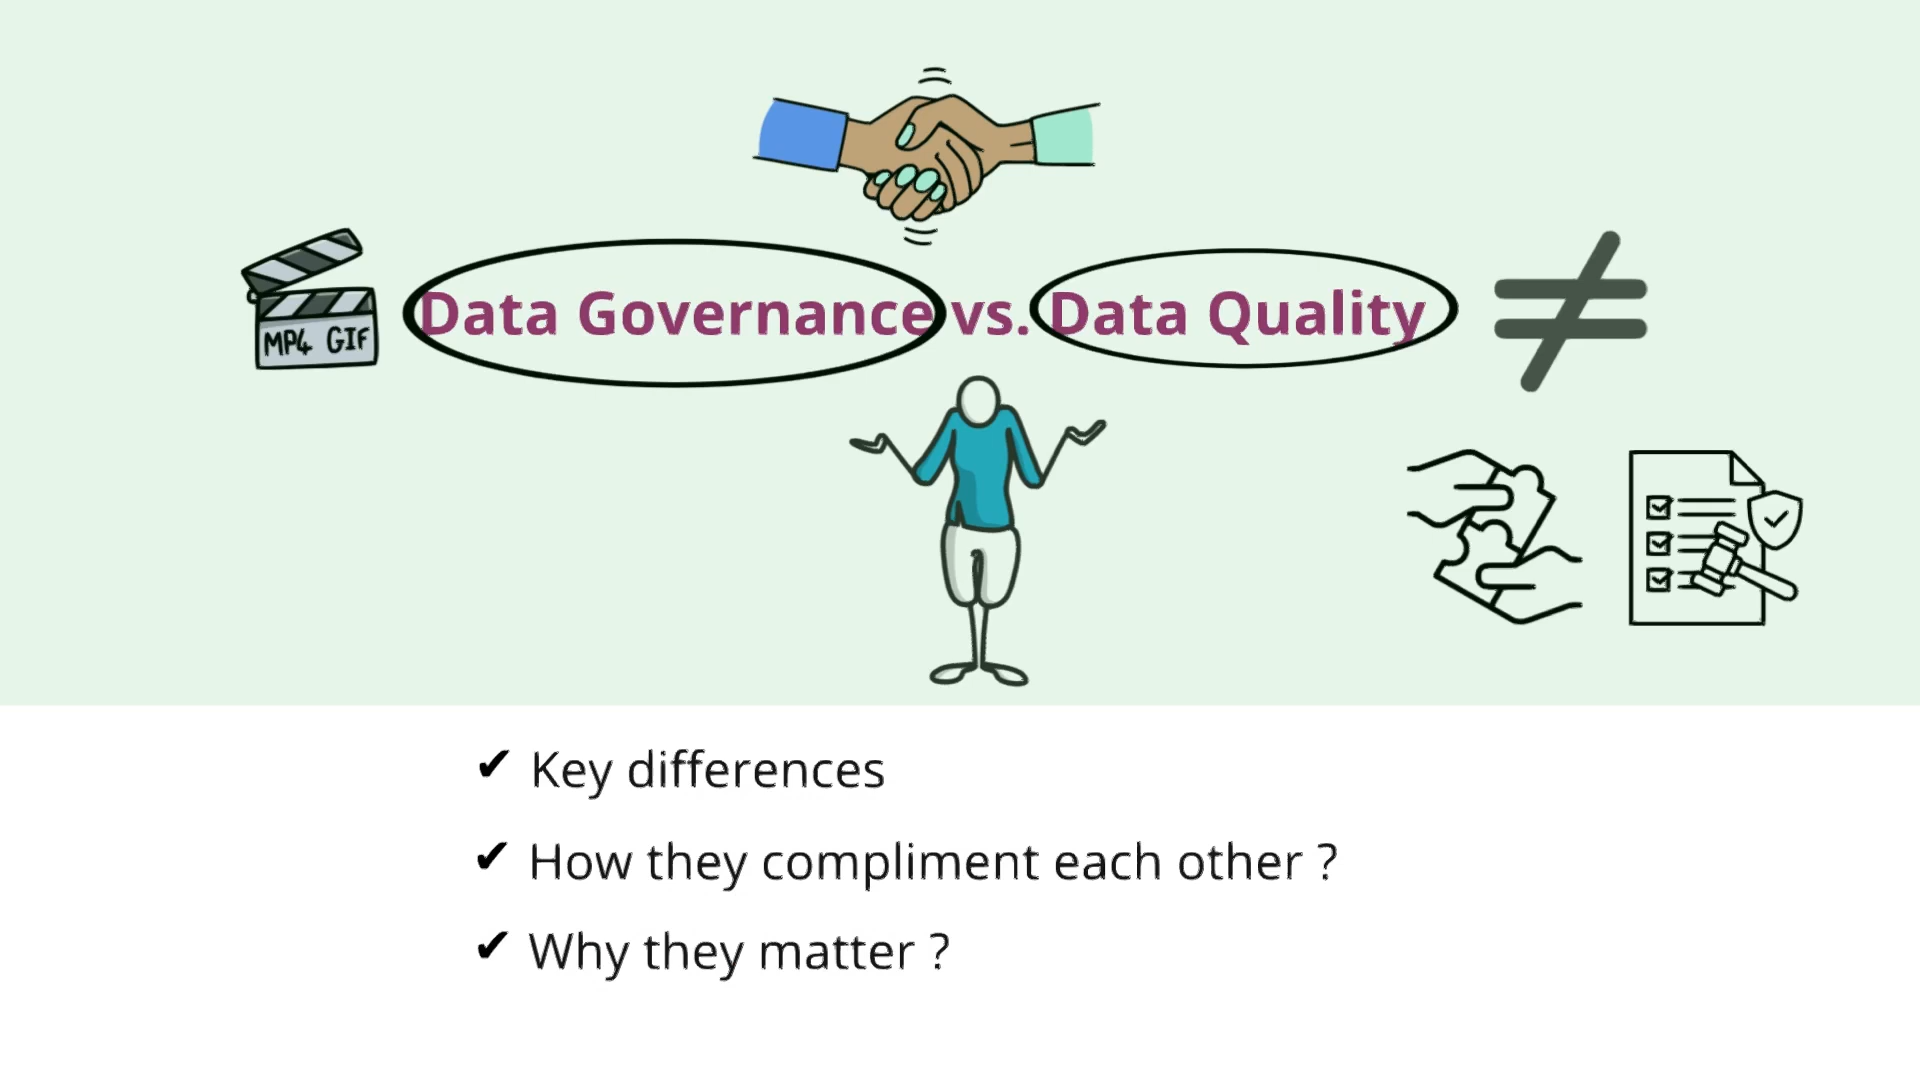 MP4 GIF
Data Governance vs. Data Quality
✔ Key differences
✔ How they compliment each other ?
✔ Why they matter ?